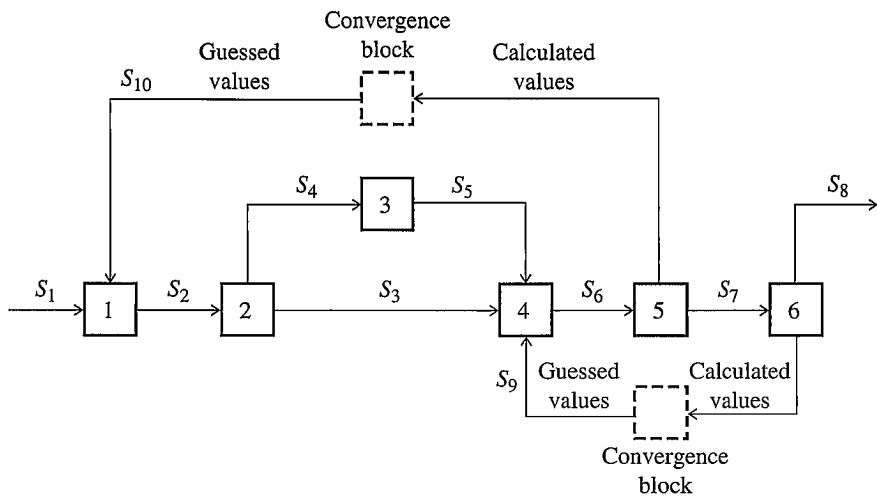 Convergence
block
Guessed
values
Calculated
values
S10
S4
3
S5
S8
S1
1
S2
2
S3
4
S6
5
S7
6
S9
Guessed
values
Calculated
values
Convergence
block